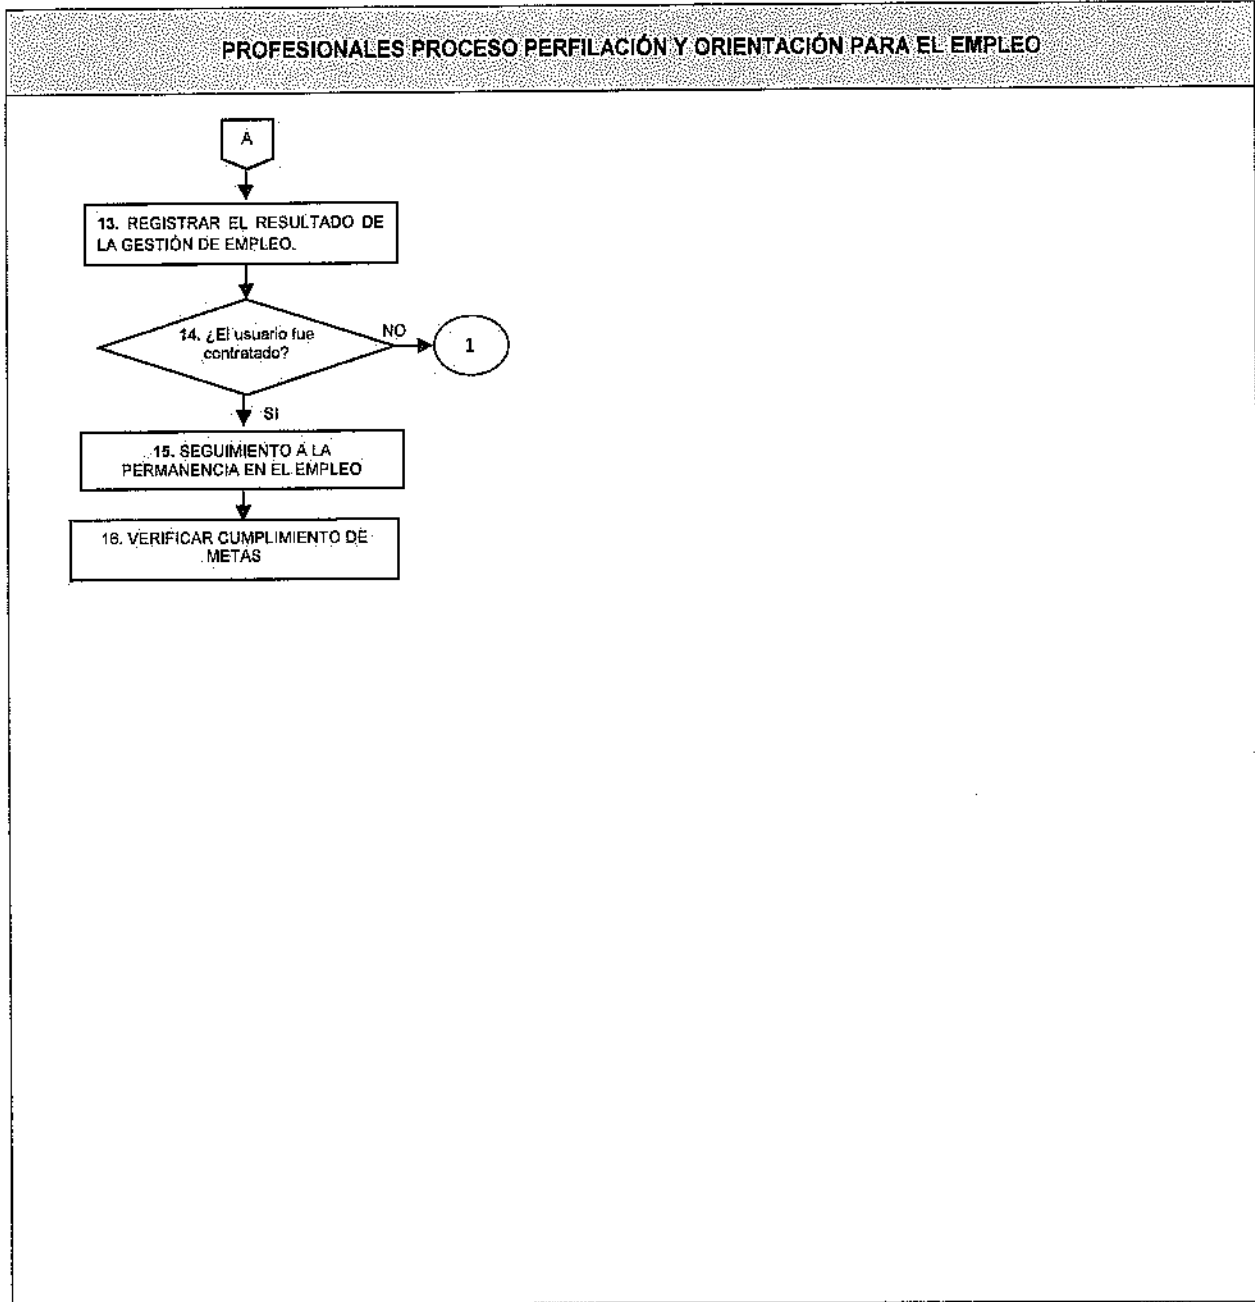 PROFESIONALES PROCESO PERFILACIÓN Y ORIENTACIÓN PARA EL EMPLEO
A
13. REGISTRAR EL RESULTADO DE
LA GESTIÓN DE EMPLEO.
14. ¿El usuario fue
contratado?
NO
1
SI
15. SEGUIMIENTO A LA
PERMANENCIA EN EL EMPLEO
16. VERIFICAR CUMPLIMIENTO DE
METAS